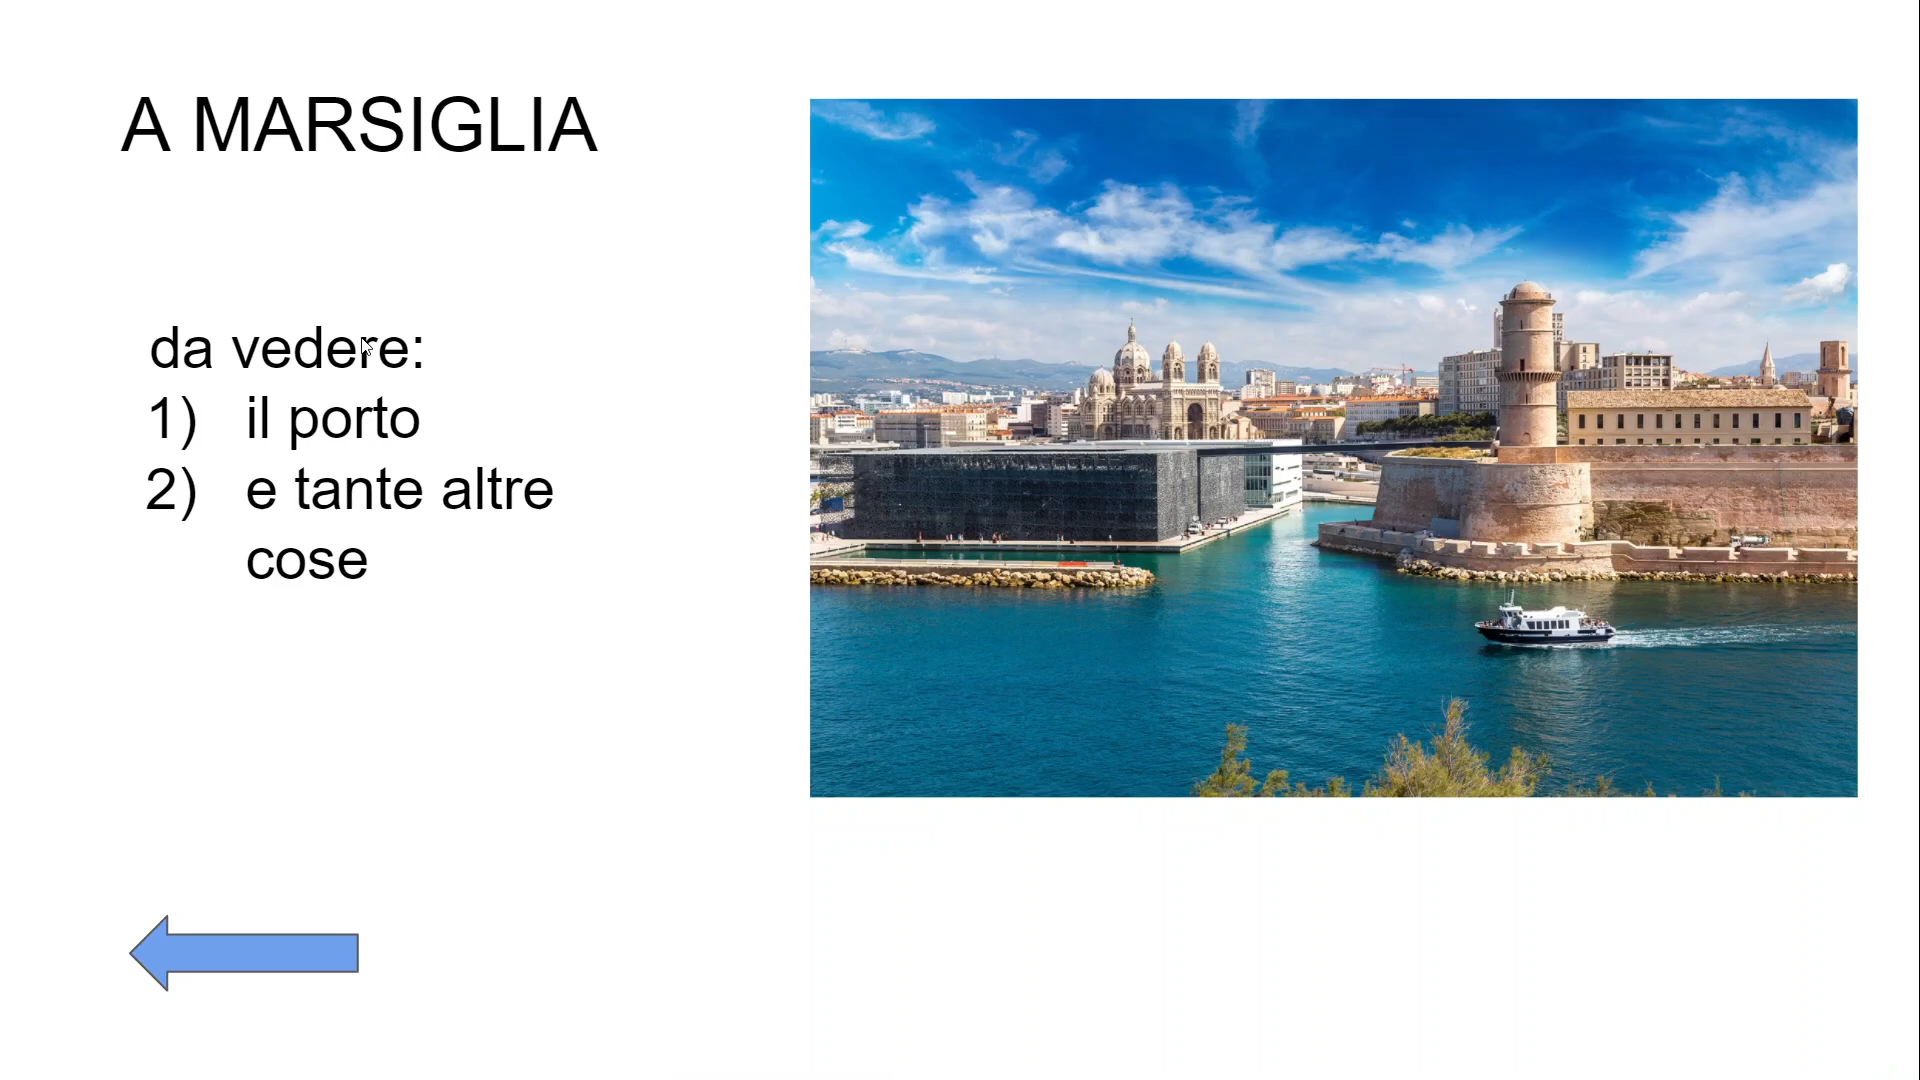 A MARSIGLIA
da vedere:
1) il porto
2) e tante altre
cose